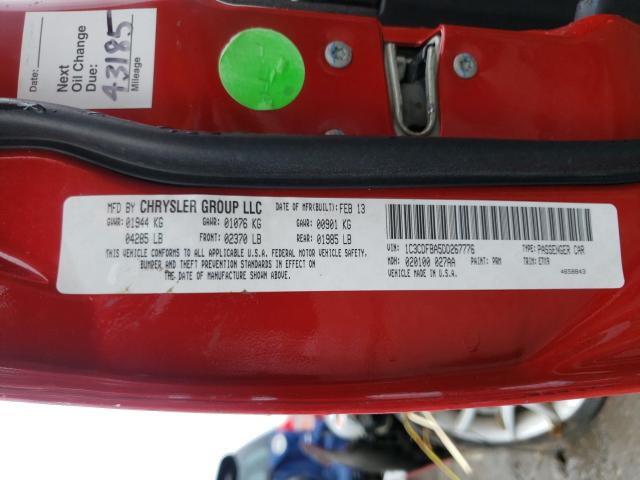 Date:
Next
Oil Change
Due:
43185
Mileage
MFD BY CHRYSLER GROUP LLC DATE OF MFR(BUILT): FEB 13
GVWR: 01944 KG GAWR: 01076 KG GAWR: 00901 KG
04285 LB FRONT: 02370 LB REAR: 01985 LB
THIS VEHICLE CONFORMS TO ALL APPLICABLE U.S.A. FEDERAL MOTOR VEHICLE SAFETY,
BUMPER AND THEFT PREVENTION STANDARDS IN EFFECT ON
THE DATE OF MANUFACTURE SHOWN ABOVE.
VIN: 1C3CDFBA5DD267776 TYPE: PASSENGER CAR
MDH: 020100 027AA PAINT: PRM TRIM: E7X9
VEHICLE MADE IN U.S.A. 4658843